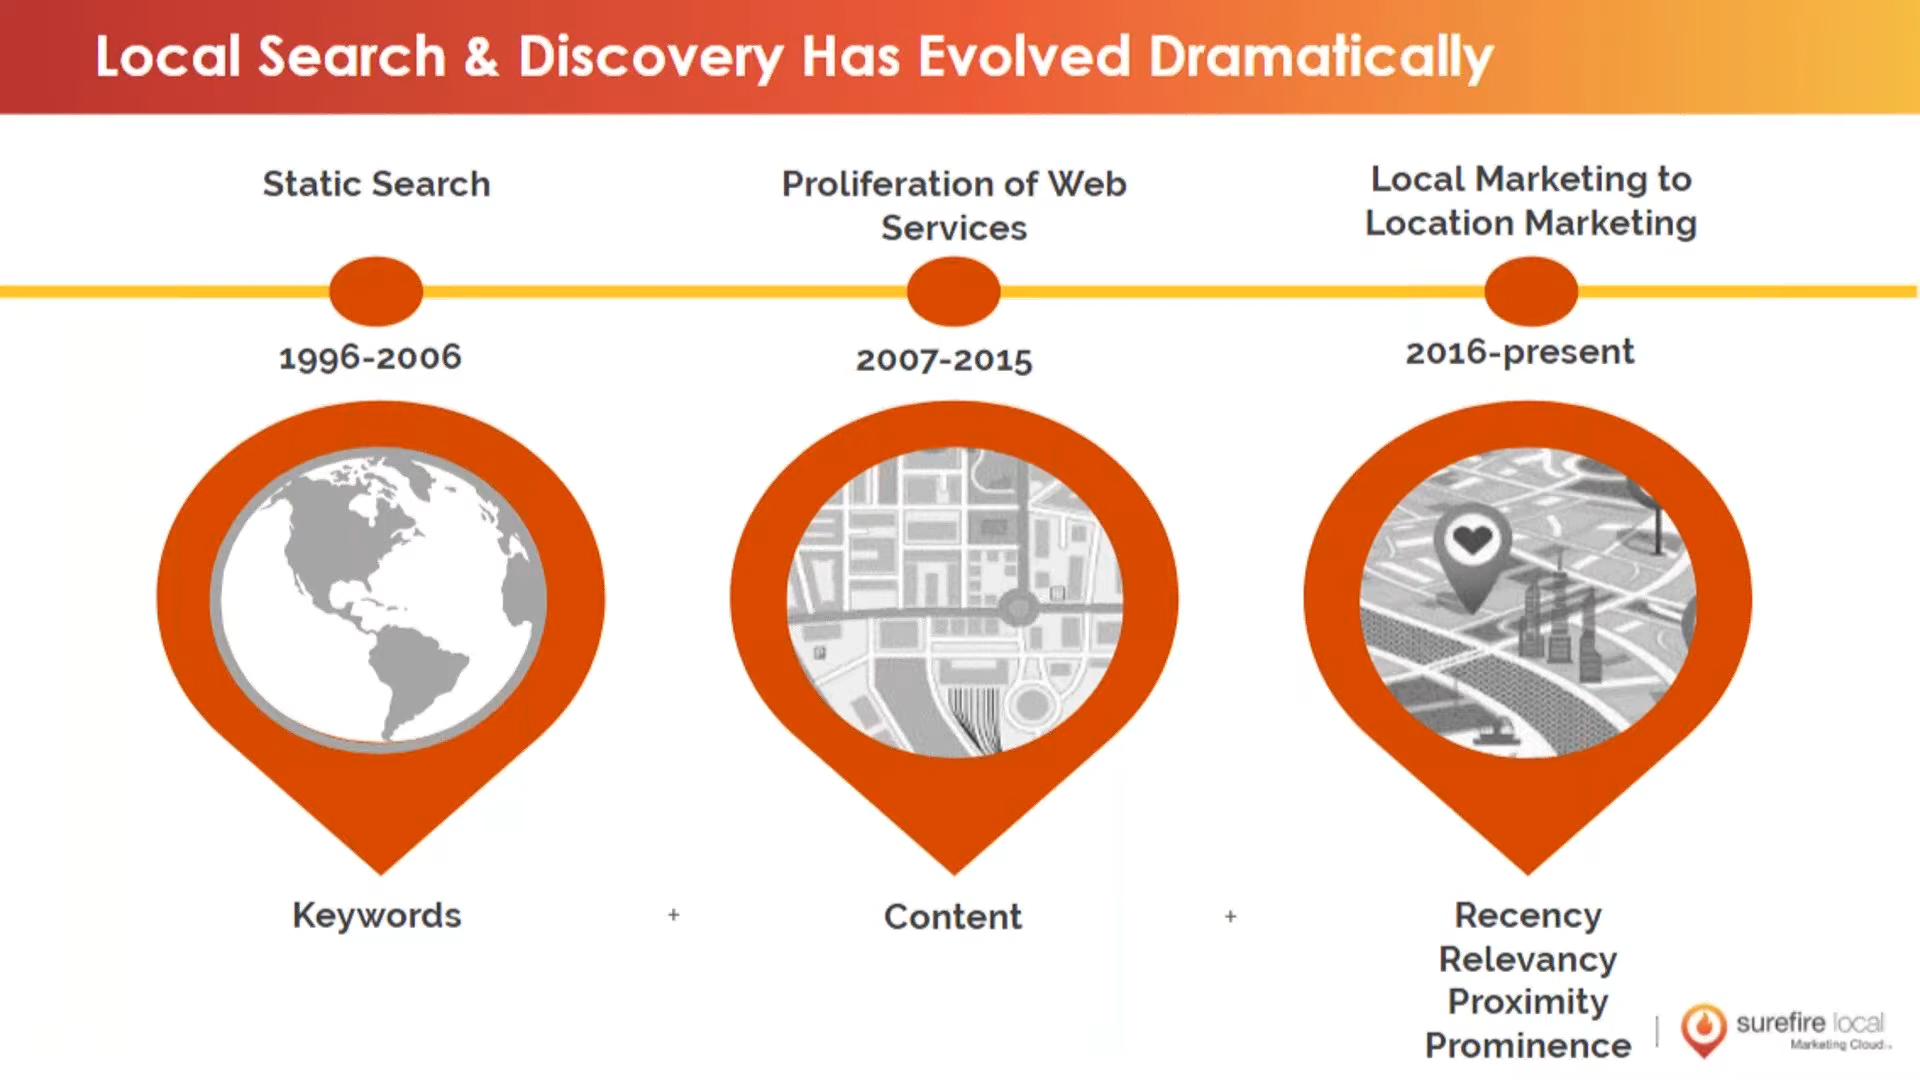 Local Search & Discovery Has Evolved Dramatically
Static Search
Proliferation of Web
Services
Local Marketing to
Location Marketing
1996-2006
2007-2015
2016-present
Keywords
+
Content
+
Recency
Relevancy
Proximity
Prominence
surefire local
Marketing Cloud